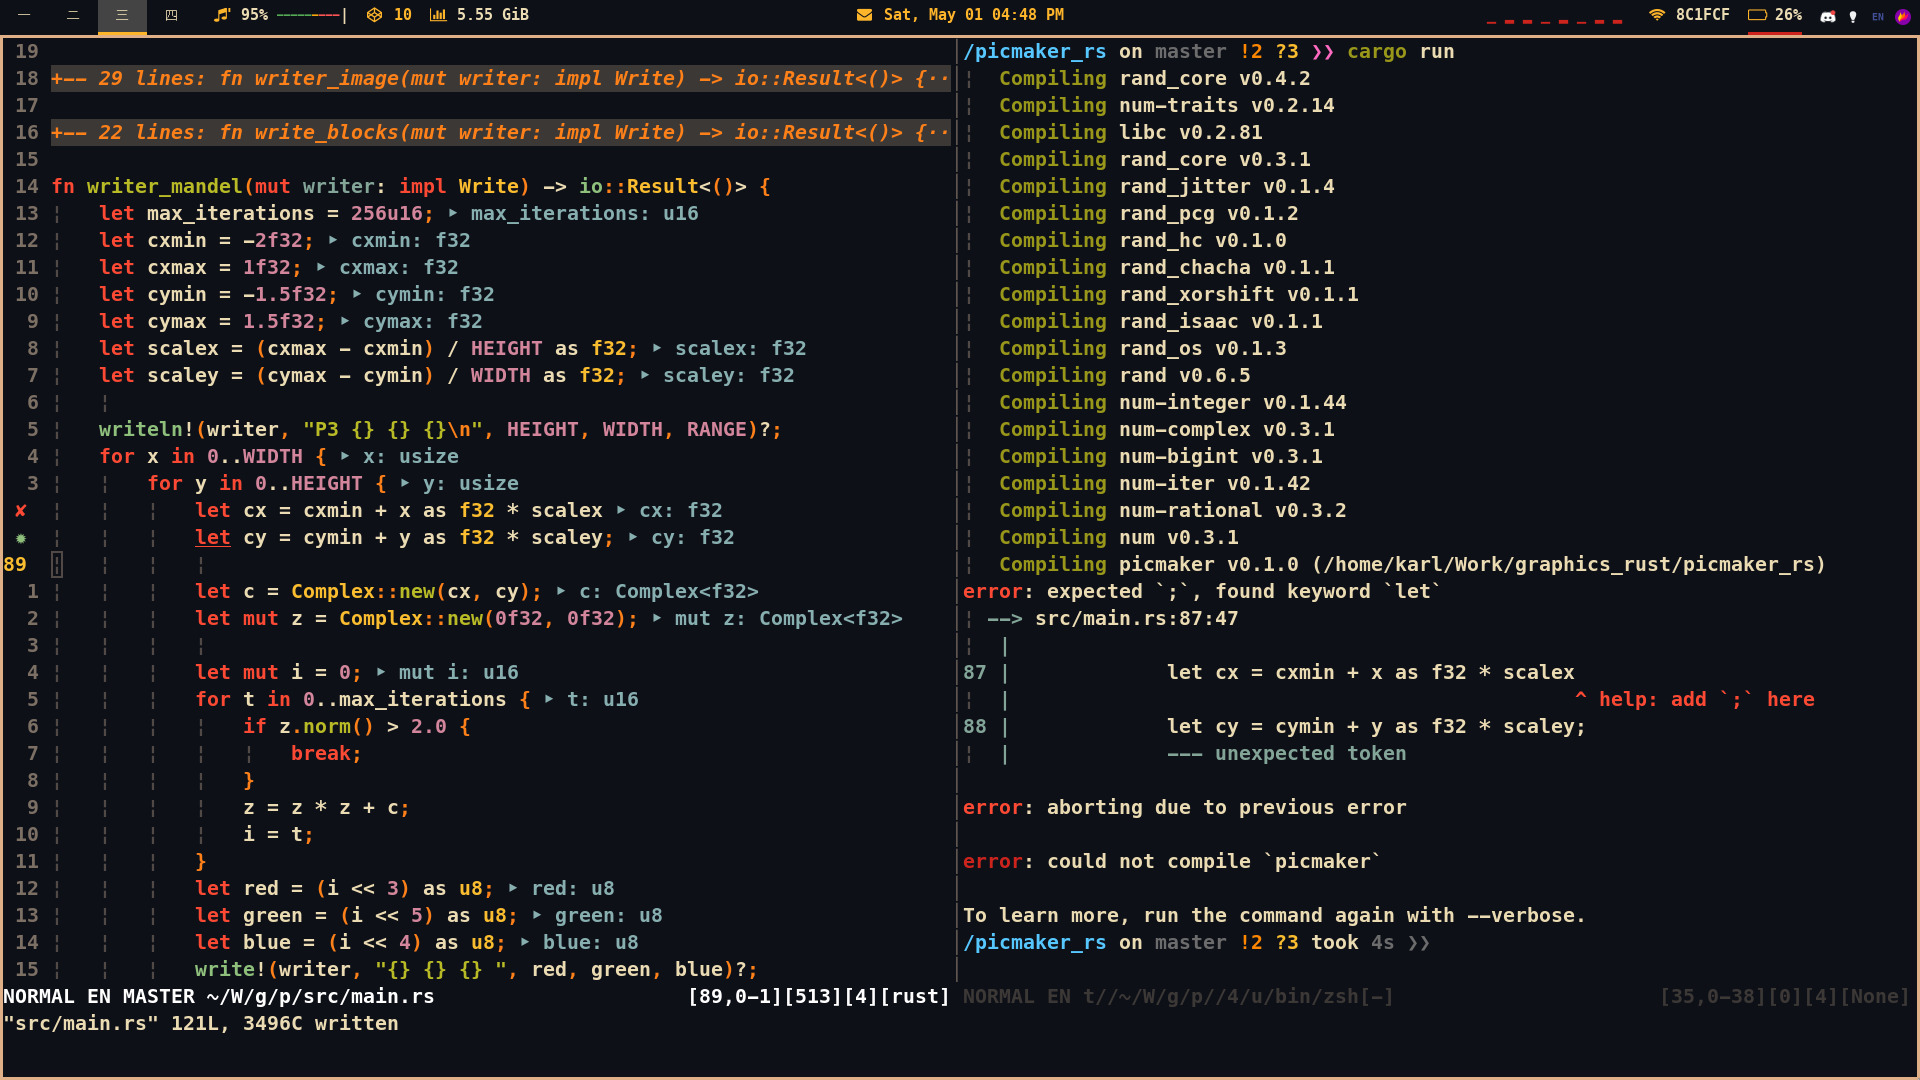 一 二 三 四 95% 10 5.55 GiB Sat, May 01 04:48 PM 8C1FCF 26% EN
19
18 +-- 29 lines: fn writer_image(mut writer: impl Write) -> io::Result<()> {··
17
16 +-- 22 lines: fn write_blocks(mut writer: impl Write) -> io::Result<()> {··
15
14 fn writer_mandel(mut writer: impl Write) -> io::Result<()> {
13 ¦   let max_iterations = 256u16; ‣ max_iterations: u16
12 ¦   let cxmin = -2f32; ‣ cxmin: f32
11 ¦   let cxmax = 1f32; ‣ cxmax: f32
10 ¦   let cymin = -1.5f32; ‣ cymin: f32
9 ¦   let cymax = 1.5f32; ‣ cymax: f32
8 ¦   let scalex = (cxmax - cxmin) / HEIGHT as f32; ‣ scalex: f32
7 ¦   let scaley = (cymax - cymin) / WIDTH as f32; ‣ scaley: f32
6 ¦   ¦
5 ¦   writeln!(writer, "P3 {} {} {}\n", HEIGHT, WIDTH, RANGE)?;
4 ¦   for x in 0..WIDTH { ‣ x: usize
3 ¦   ¦   for y in 0..HEIGHT { ‣ y: usize
✘ ¦   ¦   ¦   let cx = cxmin + x as f32 * scalex ‣ cx: f32
✹ ¦   ¦   ¦   let cy = cymin + y as f32 * scaley; ‣ cy: f32
89 ¦   ¦   ¦   ¦
1 ¦   ¦   ¦   let c = Complex::new(cx, cy); ‣ c: Complex<f32>
2 ¦   ¦   ¦   let mut z = Complex::new(0f32, 0f32); ‣ mut z: Complex<f32>
3 ¦   ¦   ¦   ¦
4 ¦   ¦   ¦   let mut i = 0; ‣ mut i: u16
5 ¦   ¦   ¦   for t in 0..max_iterations { ‣ t: u16
6 ¦   ¦   ¦   ¦   if z.norm() > 2.0 {
7 ¦   ¦   ¦   ¦   ¦   break;
8 ¦   ¦   ¦   ¦   }
9 ¦   ¦   ¦   ¦   z = z * z + c;
10 ¦   ¦   ¦   ¦   i = t;
11 ¦   ¦   ¦   }
12 ¦   ¦   ¦   let red = (i << 3) as u8; ‣ red: u8
13 ¦   ¦   ¦   let green = (i << 5) as u8; ‣ green: u8
14 ¦   ¦   ¦   let blue = (i << 4) as u8; ‣ blue: u8
15 ¦   ¦   ¦   write!(writer, "{} {} {} ", red, green, blue)?;
NORMAL EN MASTER ~/W/g/p/src/main.rs [89,0-1][513][4][rust]
"src/main.rs" 121L, 3496C written
/picmaker_rs on master !2 ?3 ❯❯ cargo run
¦  Compiling rand_core v0.4.2
¦  Compiling num-traits v0.2.14
¦  Compiling libc v0.2.81
¦  Compiling rand_core v0.3.1
¦  Compiling rand_jitter v0.1.4
¦  Compiling rand_pcg v0.1.2
¦  Compiling rand_hc v0.1.0
¦  Compiling rand_chacha v0.1.1
¦  Compiling rand_xorshift v0.1.1
¦  Compiling rand_isaac v0.1.1
¦  Compiling rand_os v0.1.3
¦  Compiling rand v0.6.5
¦  Compiling num-integer v0.1.44
¦  Compiling num-complex v0.3.1
¦  Compiling num-bigint v0.3.1
¦  Compiling num-iter v0.1.42
¦  Compiling num-rational v0.3.2
¦  Compiling num v0.3.1
¦  Compiling picmaker v0.1.0 (/home/karl/Work/graphics_rust/picmaker_rs)
error: expected `;`, found keyword `let`
¦ --> src/main.rs:87:47
¦  |
87 |             let cx = cxmin + x as f32 * scalex
¦  |                                               ^ help: add `;` here
88 |             let cy = cymin + y as f32 * scaley;
¦  |             --- unexpected token
error: aborting due to previous error
error: could not compile `picmaker`
To learn more, run the command again with --verbose.
/picmaker_rs on master !2 ?3 took 4s ❯❯
NORMAL EN t//~/W/g/p//4/u/bin/zsh[-] [35,0-38][0][4][None]